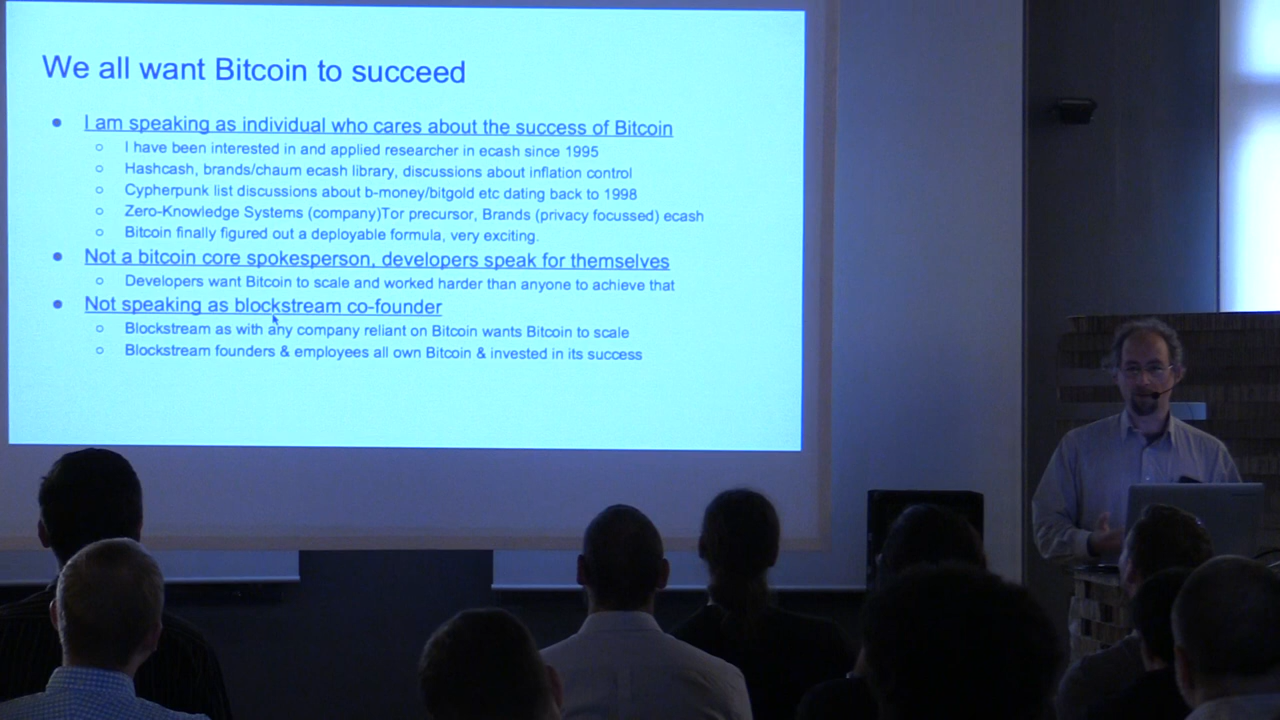 We all want Bitcoin to succeed
● I am speaking as individual who cares about the success of Bitcoin
○ I have been interested in and applied researcher in ecash since 1995
○ Hashcash, brands/chaum ecash library, discussions about inflation control
○ Cypherpunk list discussions about b-money/bitgold etc dating back to 1998
○ Zero-Knowledge Systems (company)Tor precursor, Brands (privacy focussed) ecash
○ Bitcoin finally figured out a deployable formula, very exciting.
● Not a bitcoin core spokesperson, developers speak for themselves
○ Developers want Bitcoin to scale and worked harder than anyone to achieve that
● Not speaking as blockstream co-founder
○ Blockstream as with any company reliant on Bitcoin wants Bitcoin to scale
○ Blockstream founders & employees all own Bitcoin & invested in its success